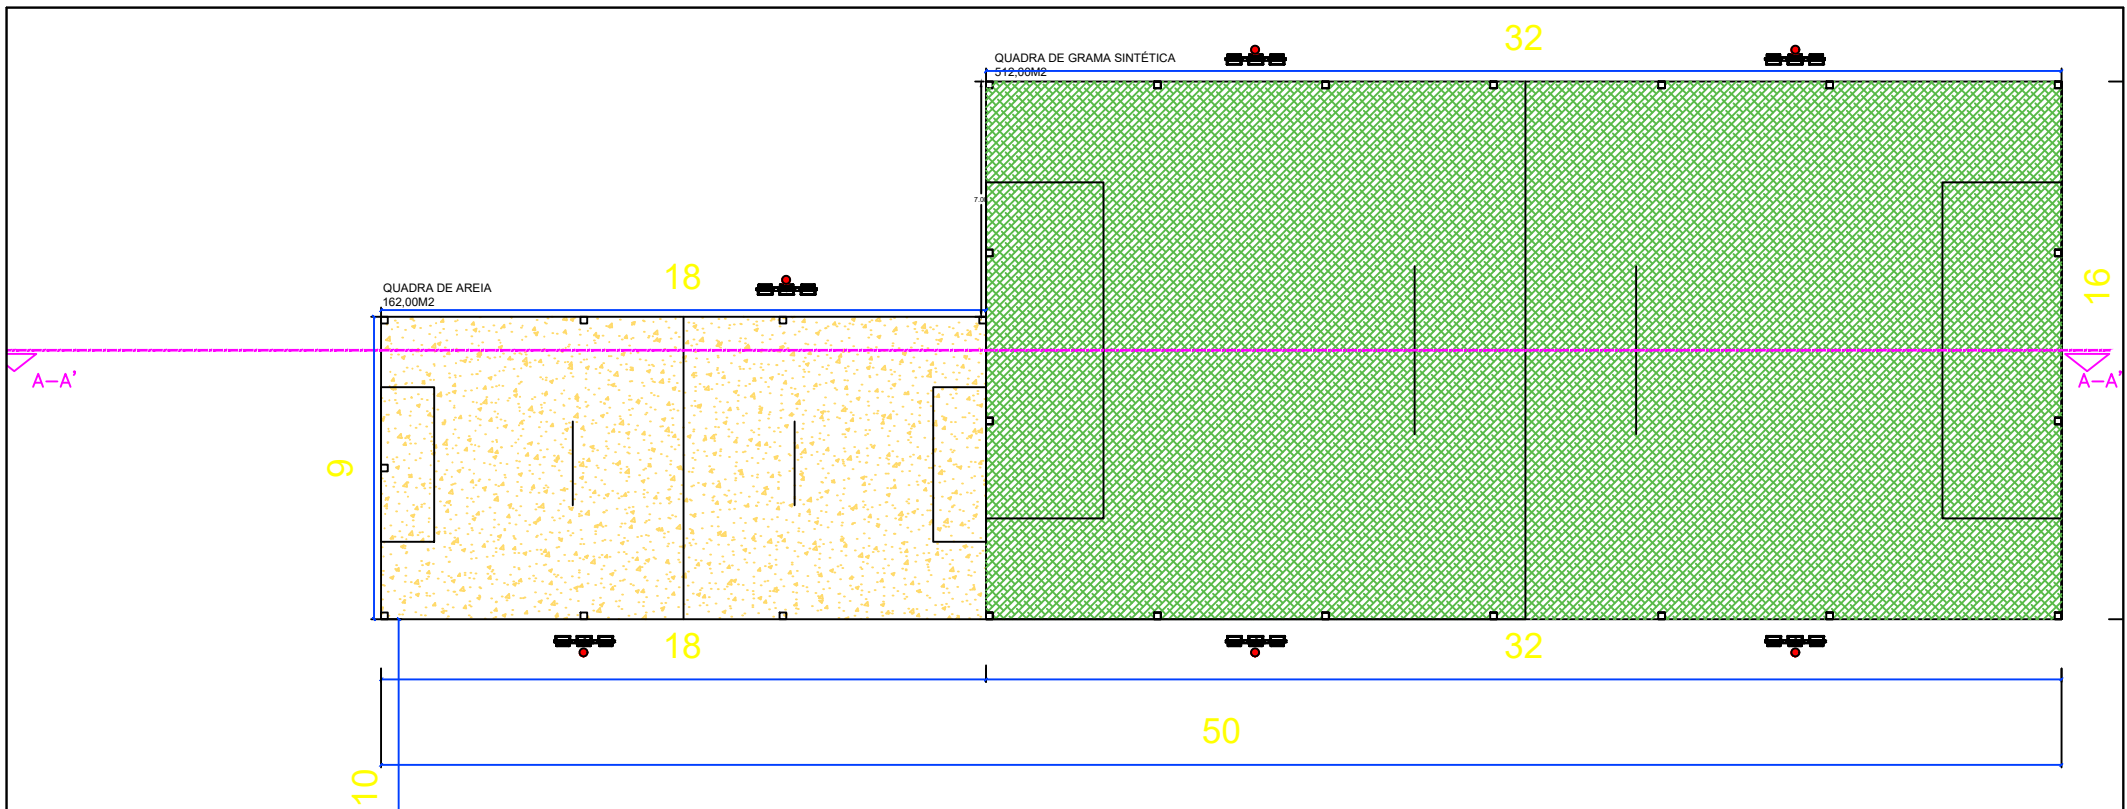 32
QUADRA DE GRAMA SINTÉTICA
512,00M2
18
QUADRA DE AREIA
162,00M2
16
A-A'
A-A'
9
18
32
50
10